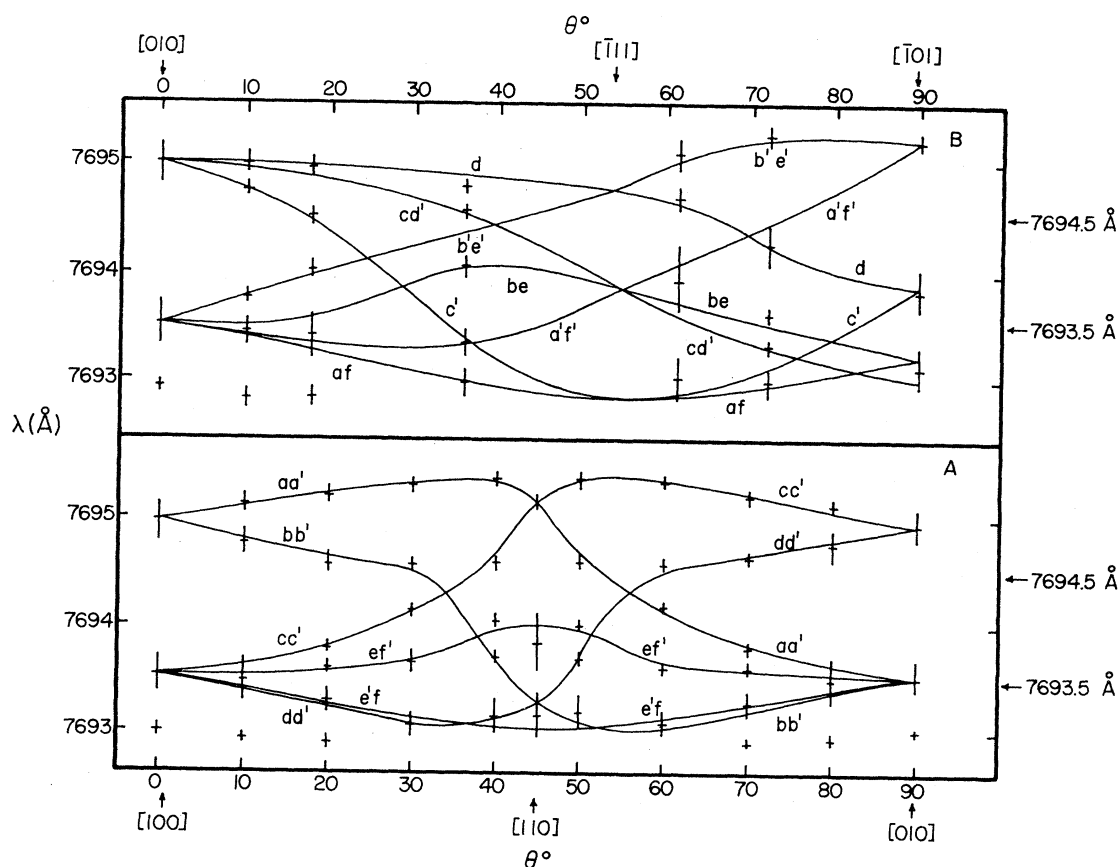 θ°
[010] [1̄11] [1̄01]
0 10 20 30 40 50 60 70 80 90
B
7695
d
b'e'
cd'
a'f'
7694.5 Å
b'e'
7694
d
be
be
c'
c'
7693.5 Å
a'f'
cd'
7693
af
af
λ(Å)
A
aa'
cc'
7695
bb'
dd'
7694.5 Å
7694
cc'
ef'
ef'
aa'
7693.5 Å
e'f
e'f
dd'
bb'
7693
0 10 20 30 40 50 60 70 80 90
[100] [110] [010]
θ°